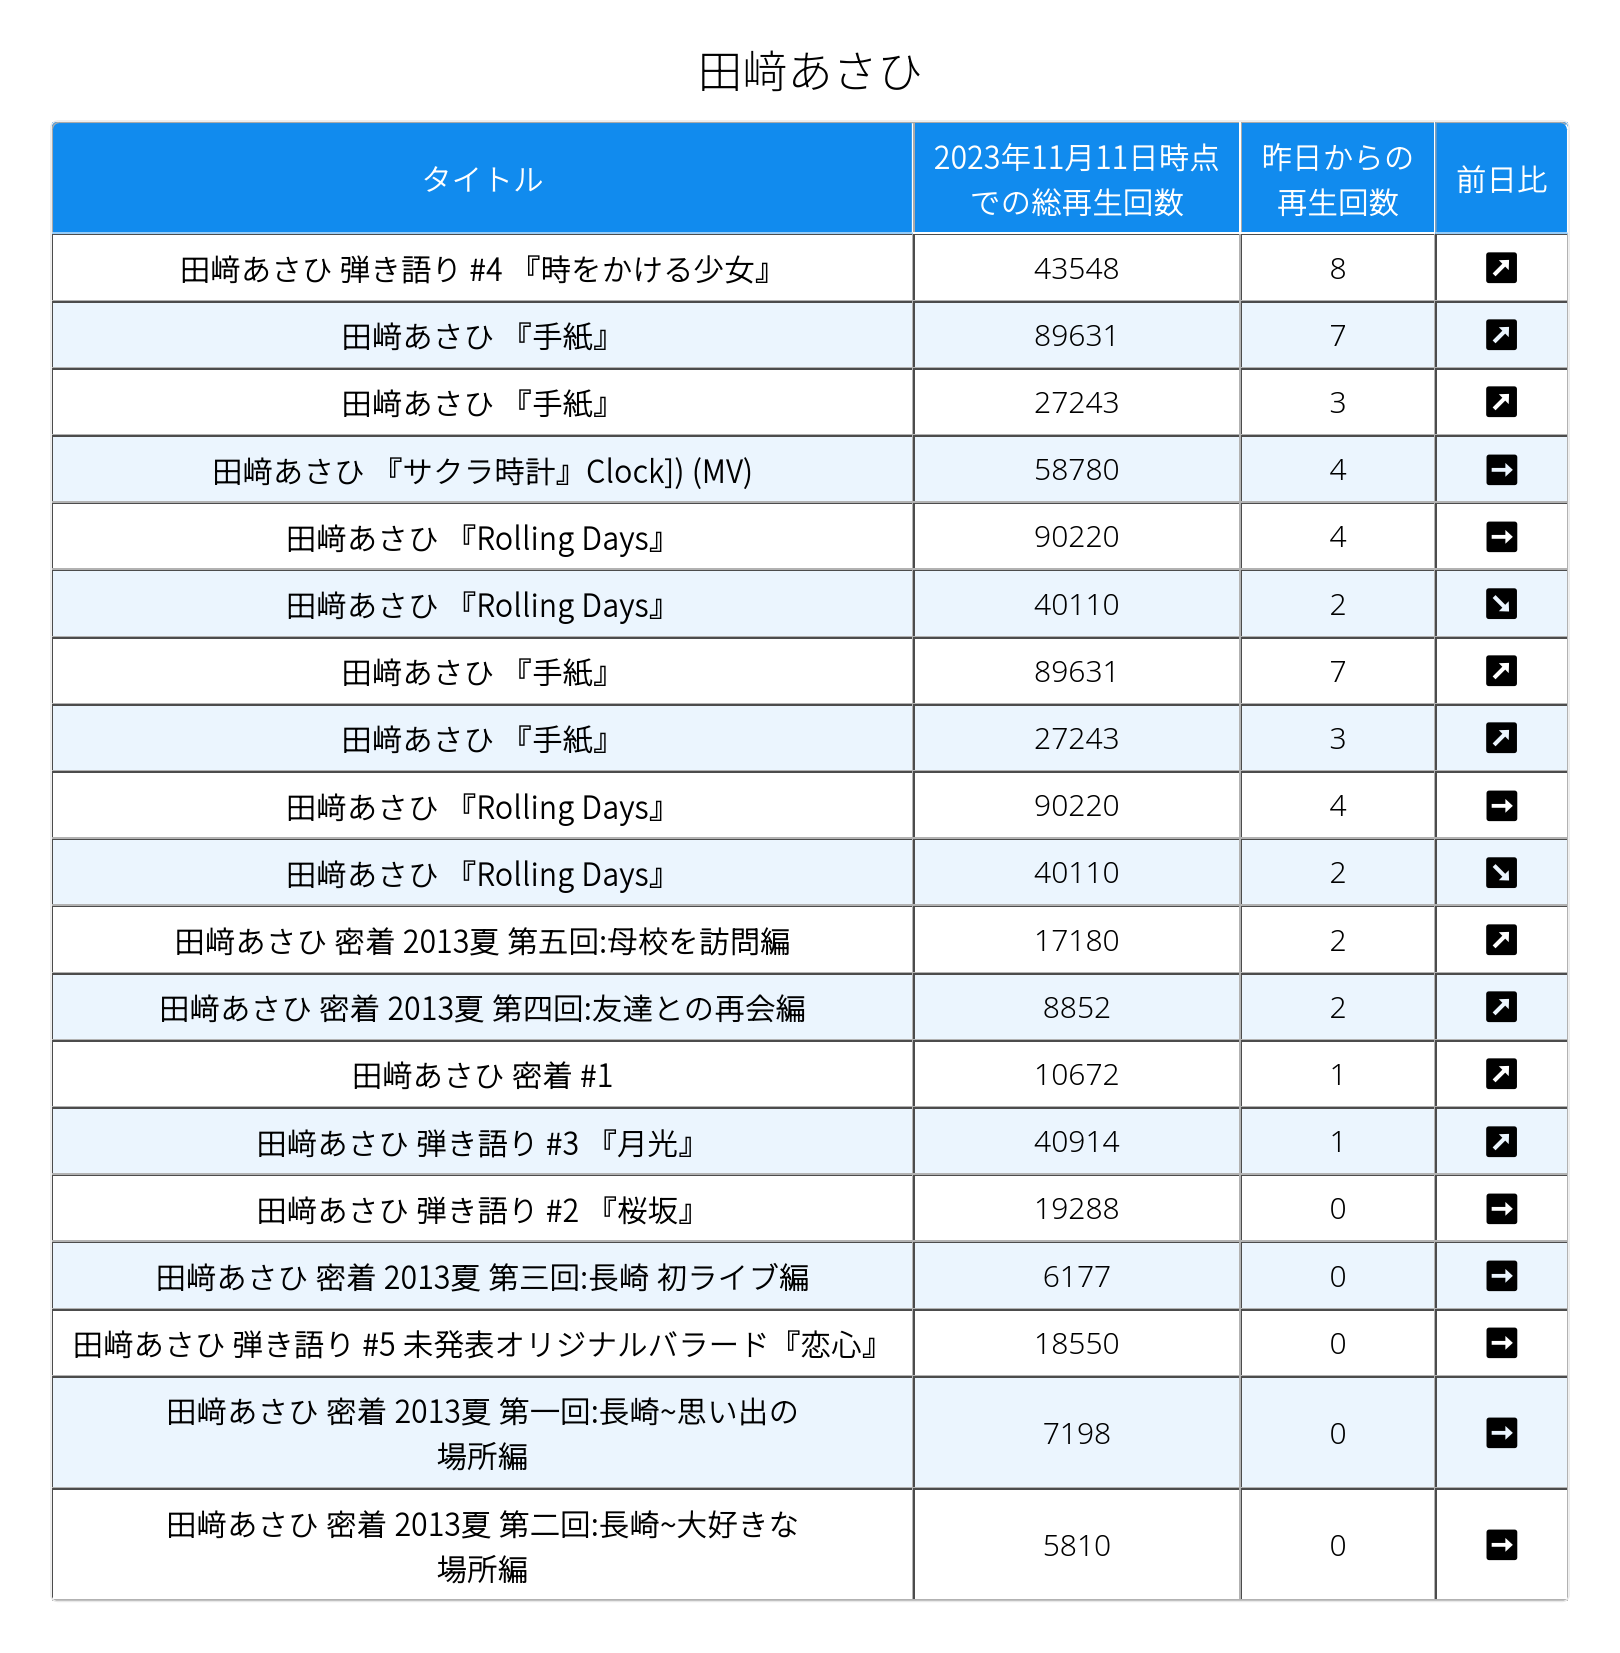 田﨑あさひ
タイトル 2023年11月11日時点 昨日からの 前日比
での総再生回数 再生回数
田﨑あさひ 弾き語り #4 『時をかける少女』 43548 8
田﨑あさひ 『手紙』 89631 7
田﨑あさひ 『手紙』 27243 3
田﨑あさひ 『サクラ時計』Clock]) (MV) 58780 4
田﨑あさひ 『Rolling Days』 90220 4
田﨑あさひ 『Rolling Days』 40110 2
田﨑あさひ 『手紙』 89631 7
田﨑あさひ 『手紙』 27243 3
田﨑あさひ 『Rolling Days』 90220 4
田﨑あさひ 『Rolling Days』 40110 2
田﨑あさひ 密着 2013夏 第五回:母校を訪問編 17180 2
田﨑あさひ 密着 2013夏 第四回:友達との再会編 8852 2
田﨑あさひ 密着 #1 10672 1
田﨑あさひ 弾き語り #3 『月光』 40914 1
田﨑あさひ 弾き語り #2 『桜坂』 19288 0
田﨑あさひ 密着 2013夏 第三回:長崎 初ライブ編 6177 0
田﨑あさひ 弾き語り #5 未発表オリジナルバラード『恋心』 18550 0
田﨑あさひ 密着 2013夏 第一回:長崎~思い出の
場所編 7198 0
田﨑あさひ 密着 2013夏 第二回:長崎~大好きな
場所編 5810 0